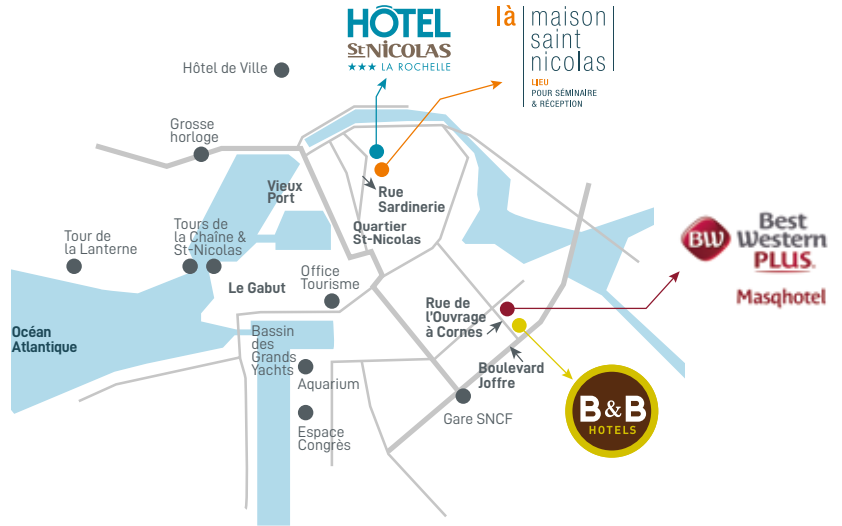 HÔTEL
St NiCOLAS
★★★ LA ROCHELLE
là maison
saint
nicolas
LIEU
POUR SÉMINAIRE
& RÉCEPTION
Hôtel de Ville
Grosse
horloge
Vieux
Port
Rue
Sardinerie
Quartier
St-Nicolas
Tour de
la Lanterne
Tours de
la Chaîne &
St-Nicolas
Le Gabut
Office
Tourisme
BW
Best
Western
PLUS.
Masqhotel
Rue de
l'Ouvrage
à Cornes
Océan
Atlantique
Bassin
des
Grands
Yachts
Aquarium
Boulevard
Joffre
Gare SNCF
Espace
Congrès
B&B
HOTELS